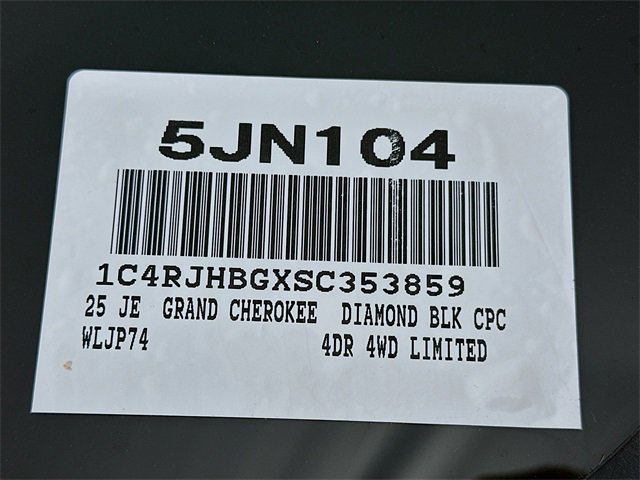 5JN104
1C4RJHBGXSC353859
25 JE GRAND CHEROKEE DIAMOND BLK CPC
WLJP74 4DR 4WD LIMITED